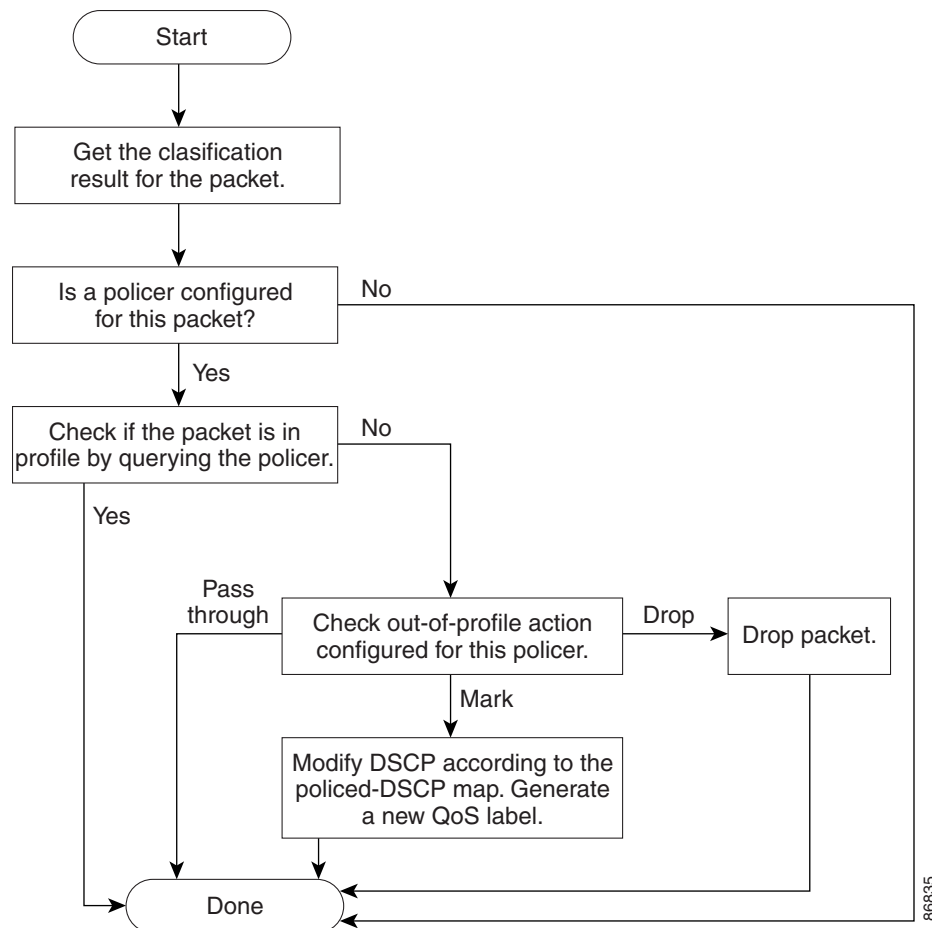 Start
Get the clasification
result for the packet.
Is a policer configured
for this packet?
No
Yes
Check if the packet is in
profile by querying the policer.
No
Yes
Pass
through
Check out-of-profile action
configured for this policer.
Drop
Drop packet.
Mark
Modify DSCP according to the
policed-DSCP map. Generate
a new QoS label.
Done
86835